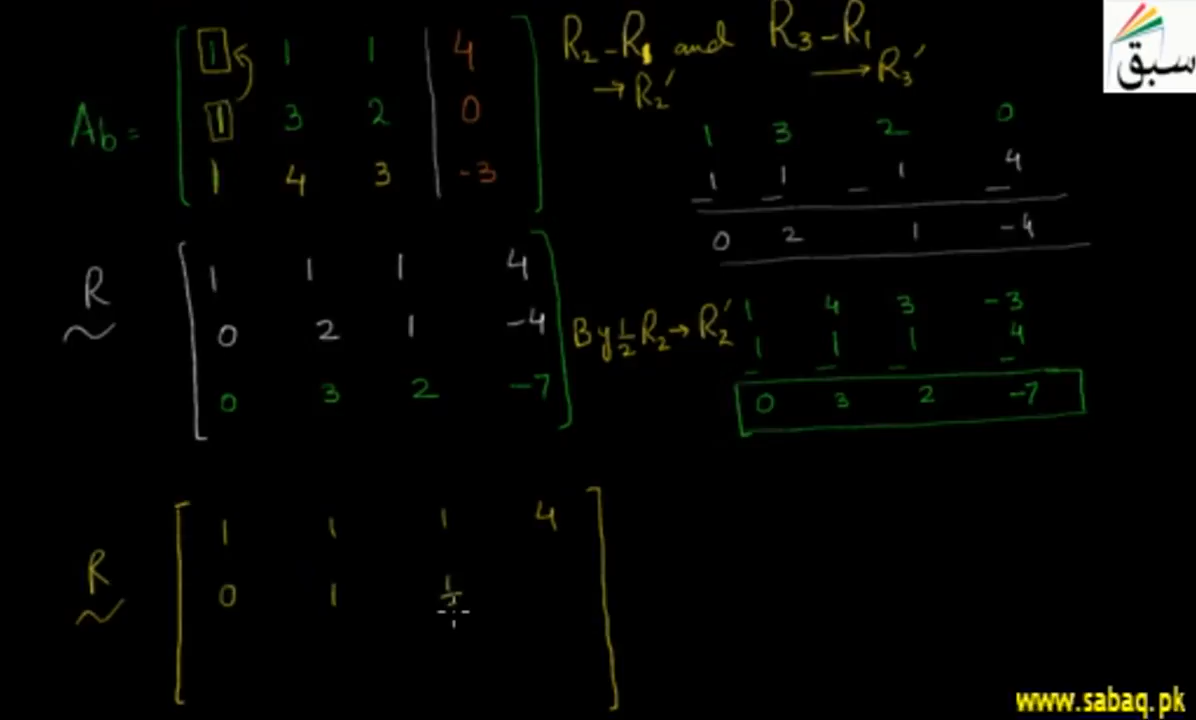 1 1 1 4 R₂-R₁ and R₃-R₁
→ R₂' → R₃'
سبق
Ab= 1 3 2 0
1 4 3 -3
1 3 2 0
-1 -1 -1 -4
0 2 1 -4
R
~
1 1 1 4
0 2 1 -4 By ½R₂→R₂'
0 3 2 -7
1 4 3 -3
-1 -1 -1 -4
0 3 2 -7
R
~
1 1 1 4
0 1
www.sabaq.pk